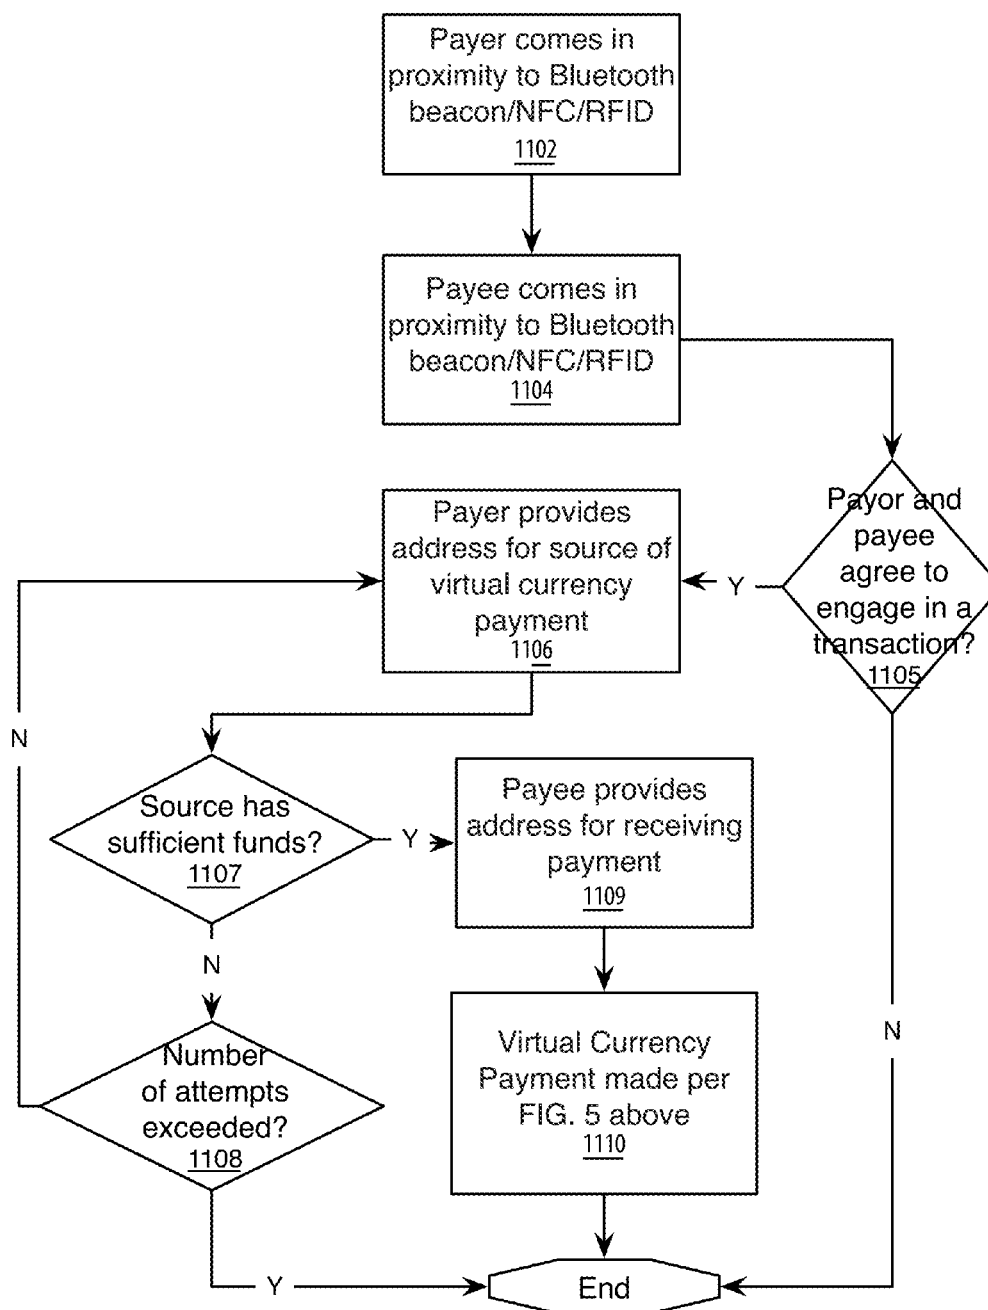 Payer comes in
proximity to Bluetooth
beacon/NFC/RFID
1102
Payee comes in
proximity to Bluetooth
beacon/NFC/RFID
1104
Payor and
payee
agree to
engage in a
transaction?
1105
Y
Payer provides
address for source of
virtual currency
payment
1106
N
Source has
sufficient funds?
1107
Y
Payee provides
address for receiving
payment
1109
N
Number
of attempts
exceeded?
1108
Virtual Currency
Payment made per
FIG. 5 above
1110
N
Y
End